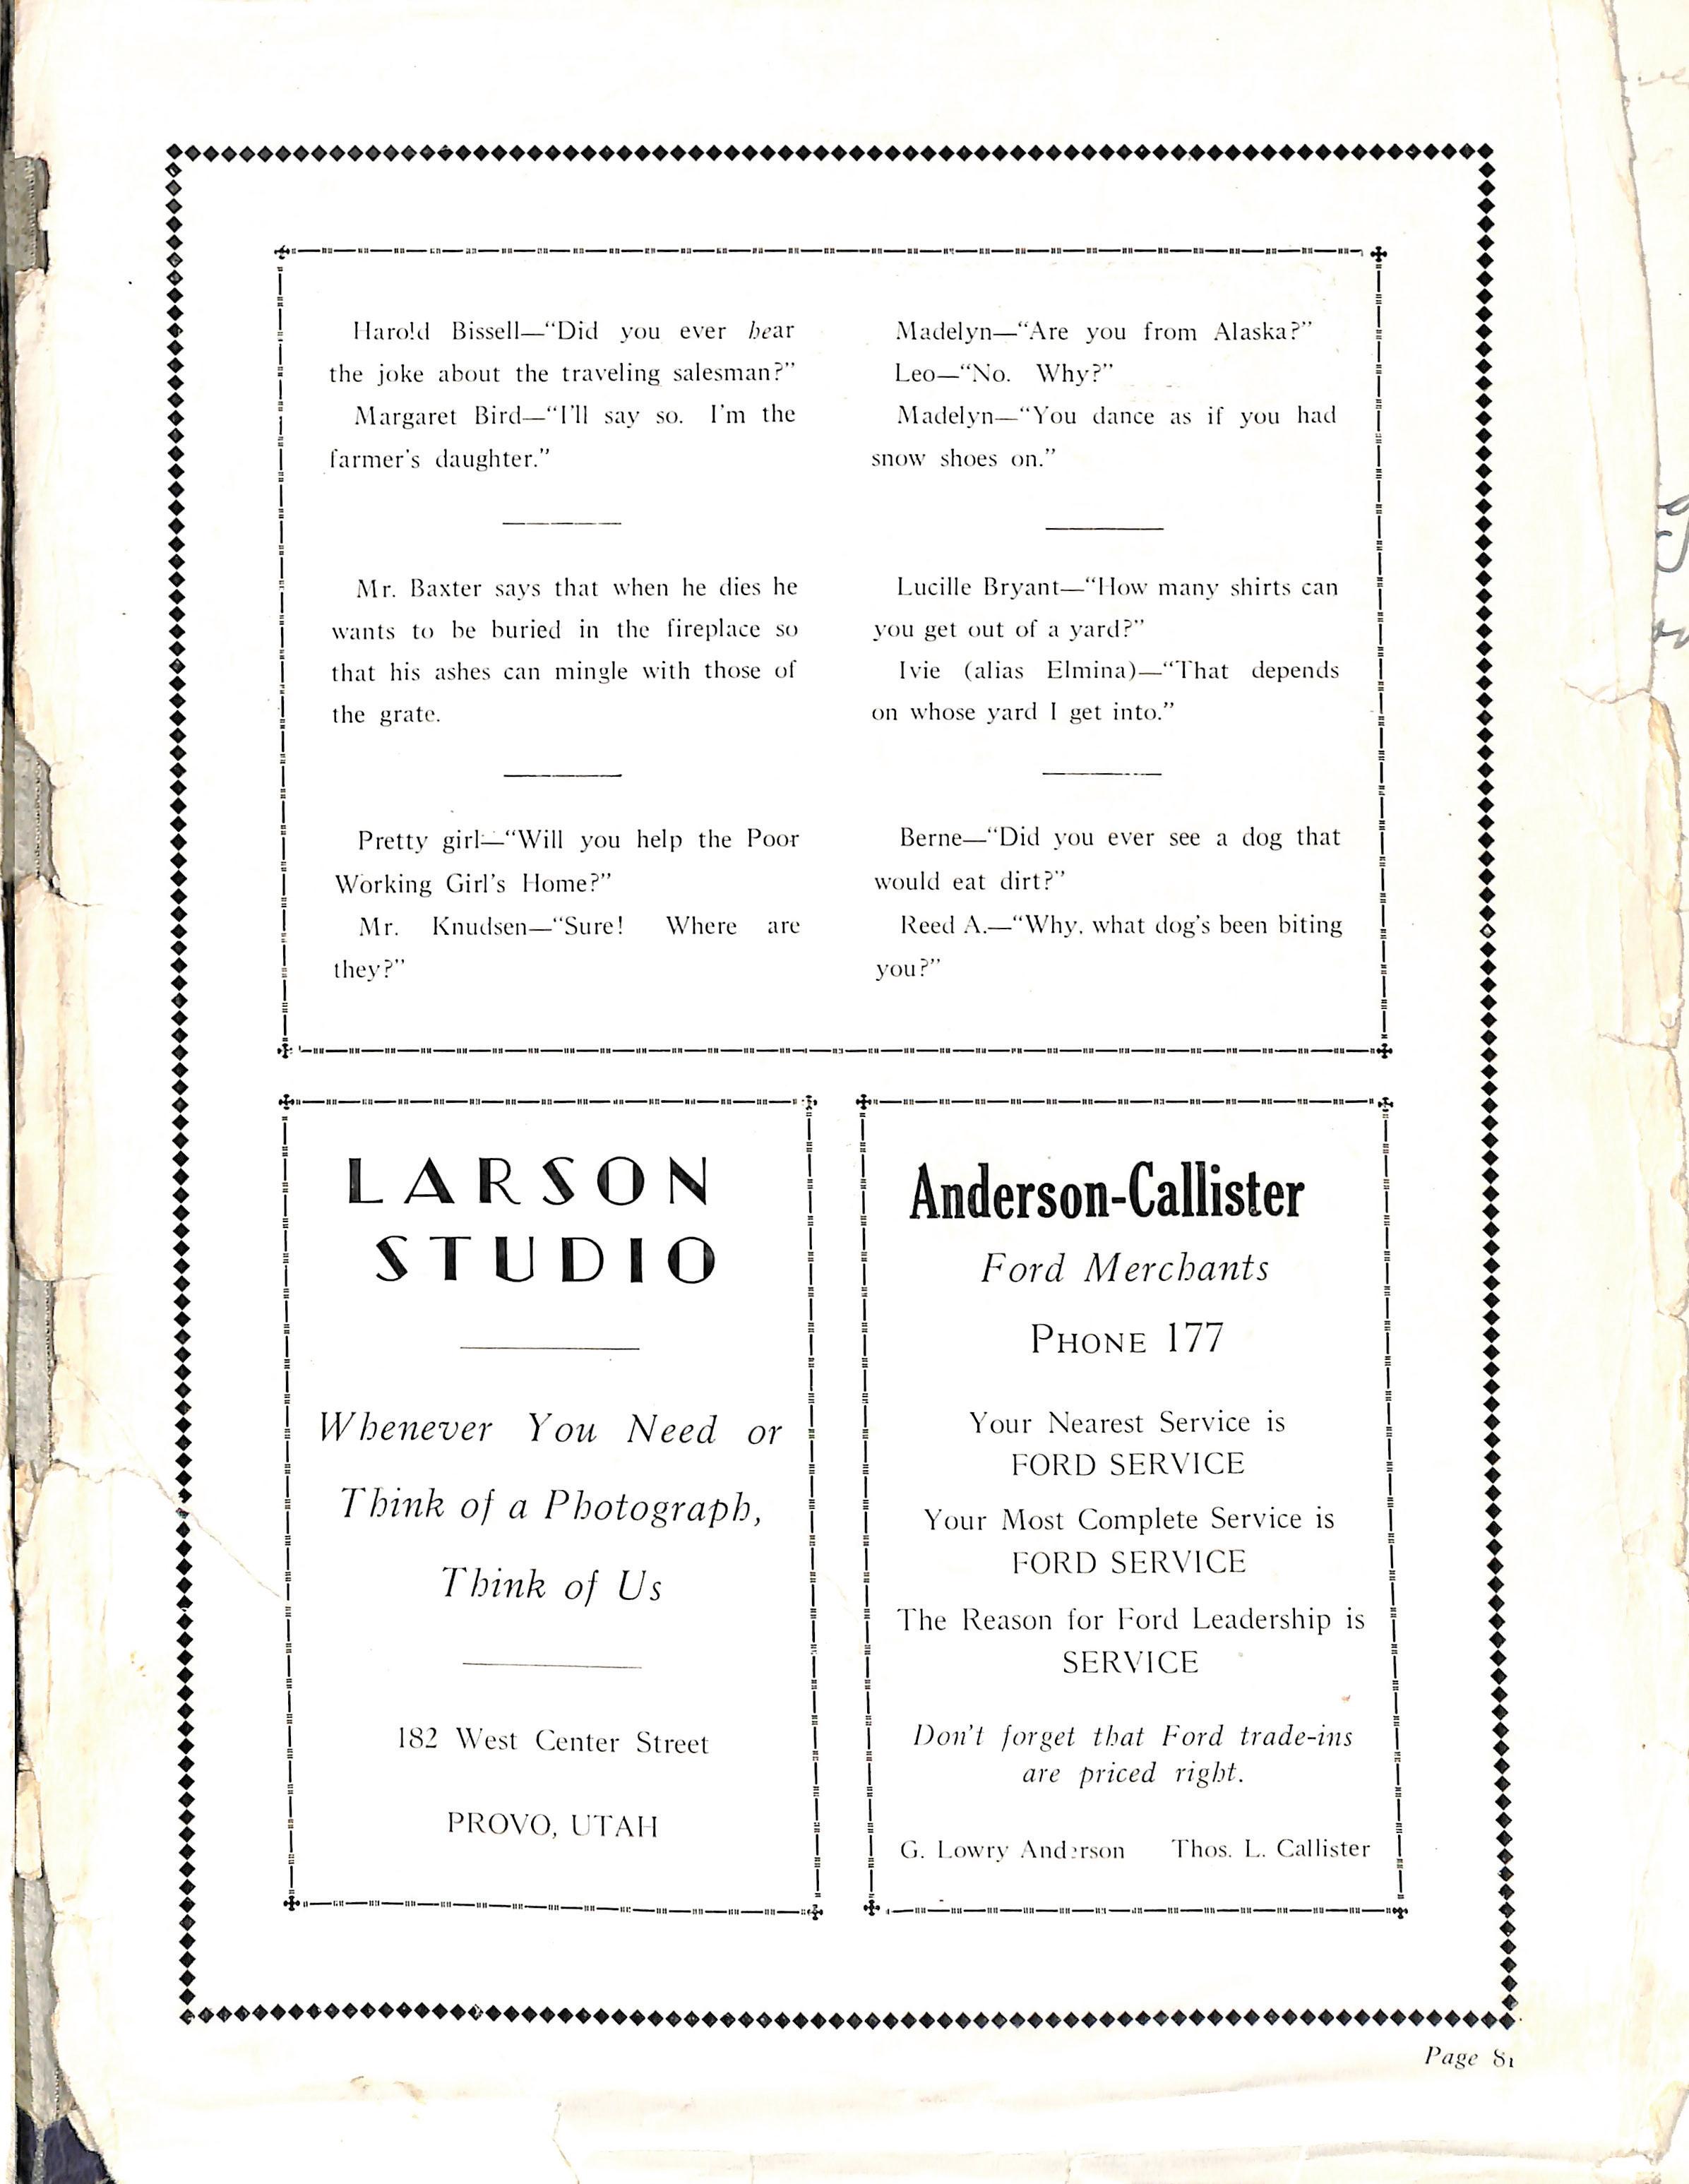 Harold Bissell—“Did you ever hear
the joke about the traveling salesman?”
Margaret Bird—“I'll say so. I'm the
farmer's daughter.”
Mr. Baxter says that when he dies he
wants to be buried in the fireplace so
that his ashes can mingle with those of
the grate.
Pretty girl—“Will you help the Poor
Working Girl's Home?”
Mr. Knudsen—“Sure! Where are
they?”
Madelyn—“Are you from Alaska?”
Leo—“No. Why?”
Madelyn—“You dance as if you had
snow shoes on.”
Lucille Bryant—“How many shirts can
you get out of a yard?”
Ivie (alias Elmina)—“That depends
on whose yard I get into.”
Berne—“Did you ever see a dog that
would eat dirt?”
Reed A.—“Why, what dog's been biting
you?”
LARSON
STUDIO
Whenever You Need or
Think of a Photograph,
Think of Us
182 West Center Street
PROVO, UTAH
Anderson-Callister
Ford Merchants
PHONE 177
Your Nearest Service is
FORD SERVICE
Your Most Complete Service is
FORD SERVICE
The Reason for Ford Leadership is
SERVICE
Don't forget that Ford trade-ins
are priced right.
G. Lowry Anderson Thos. L. Callister
Page 81